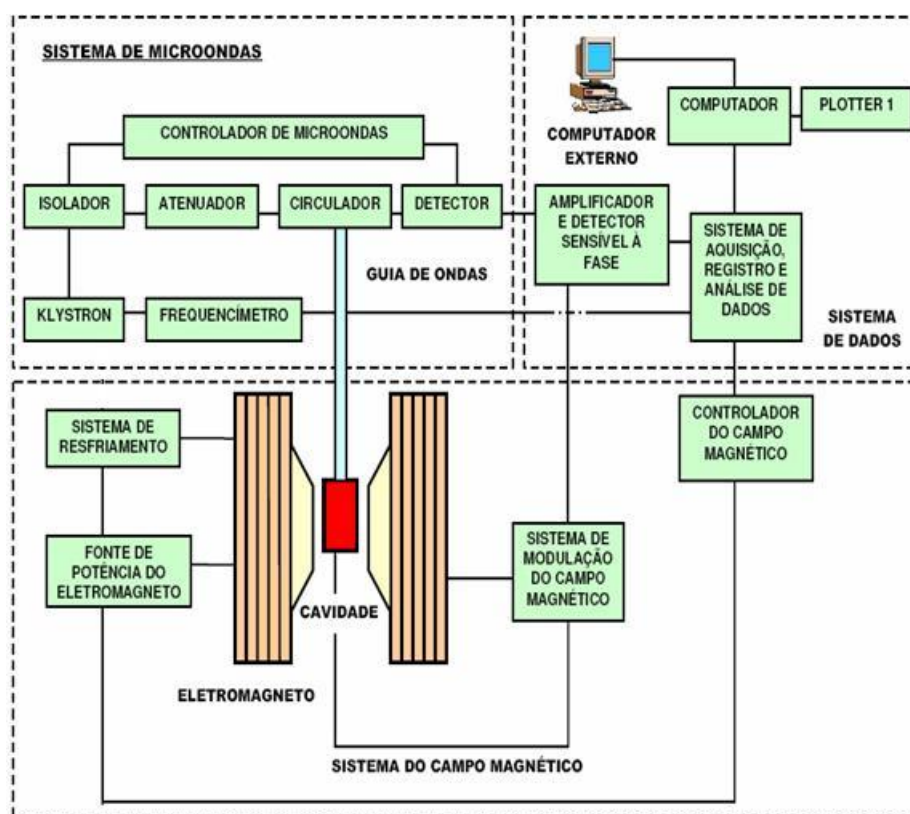 SISTEMA DE MICROONDAS
CONTROLADOR DE MICROONDAS
ISOLADOR
ATENUADOR
CIRCULADOR
DETECTOR
GUIA DE ONDAS
KLYSTRON
FREQUENCÍMETRO
COMPUTADOR
EXTERNO
COMPUTADOR
PLOTTER 1
AMPLIFICADOR
E DETECTOR
SENSÍVEL À
FASE
SISTEMA DE
AQUISIÇÃO,
REGISTRO E
ANÁLISE DE
DADOS
SISTEMA
DE DADOS
SISTEMA DE
RESFRIAMENTO
FONTE DE
POTÊNCIA DO
ELETROMAGNETO
CAVIDADE
ELETROMAGNETO
SISTEMA DE
MODULAÇÃO
DO CAMPO
MAGNÉTICO
CONTROLADOR
DO CAMPO
MAGNÉTICO
SISTEMA DO CAMPO MAGNÉTICO